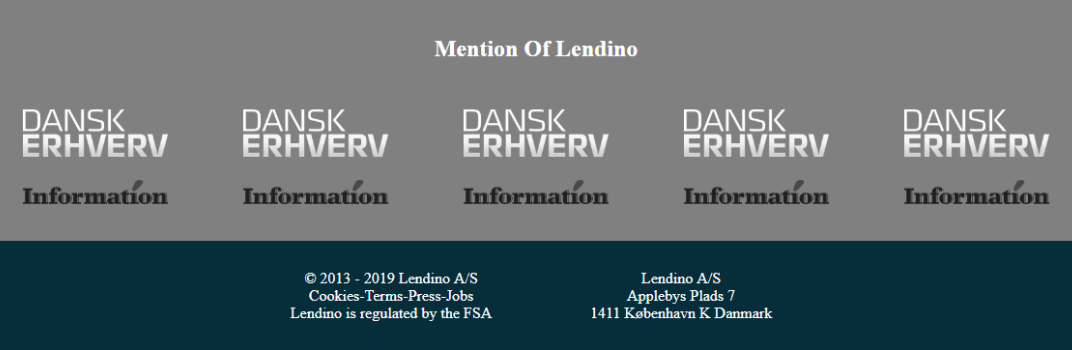 Mention Of Lendino
DANSK
ERHVERV
DANSK
ERHVERV
DANSK
ERHVERV
DANSK
ERHVERV
DANSK
ERHVERV
Information
Information
Information
Information
Information
© 2013 - 2019 Lendino A/S
Cookies-Terms-Press-Jobs
Lendino is regulated by the FSA
Lendino A/S
Applebys Plads 7
1411 København K Danmark